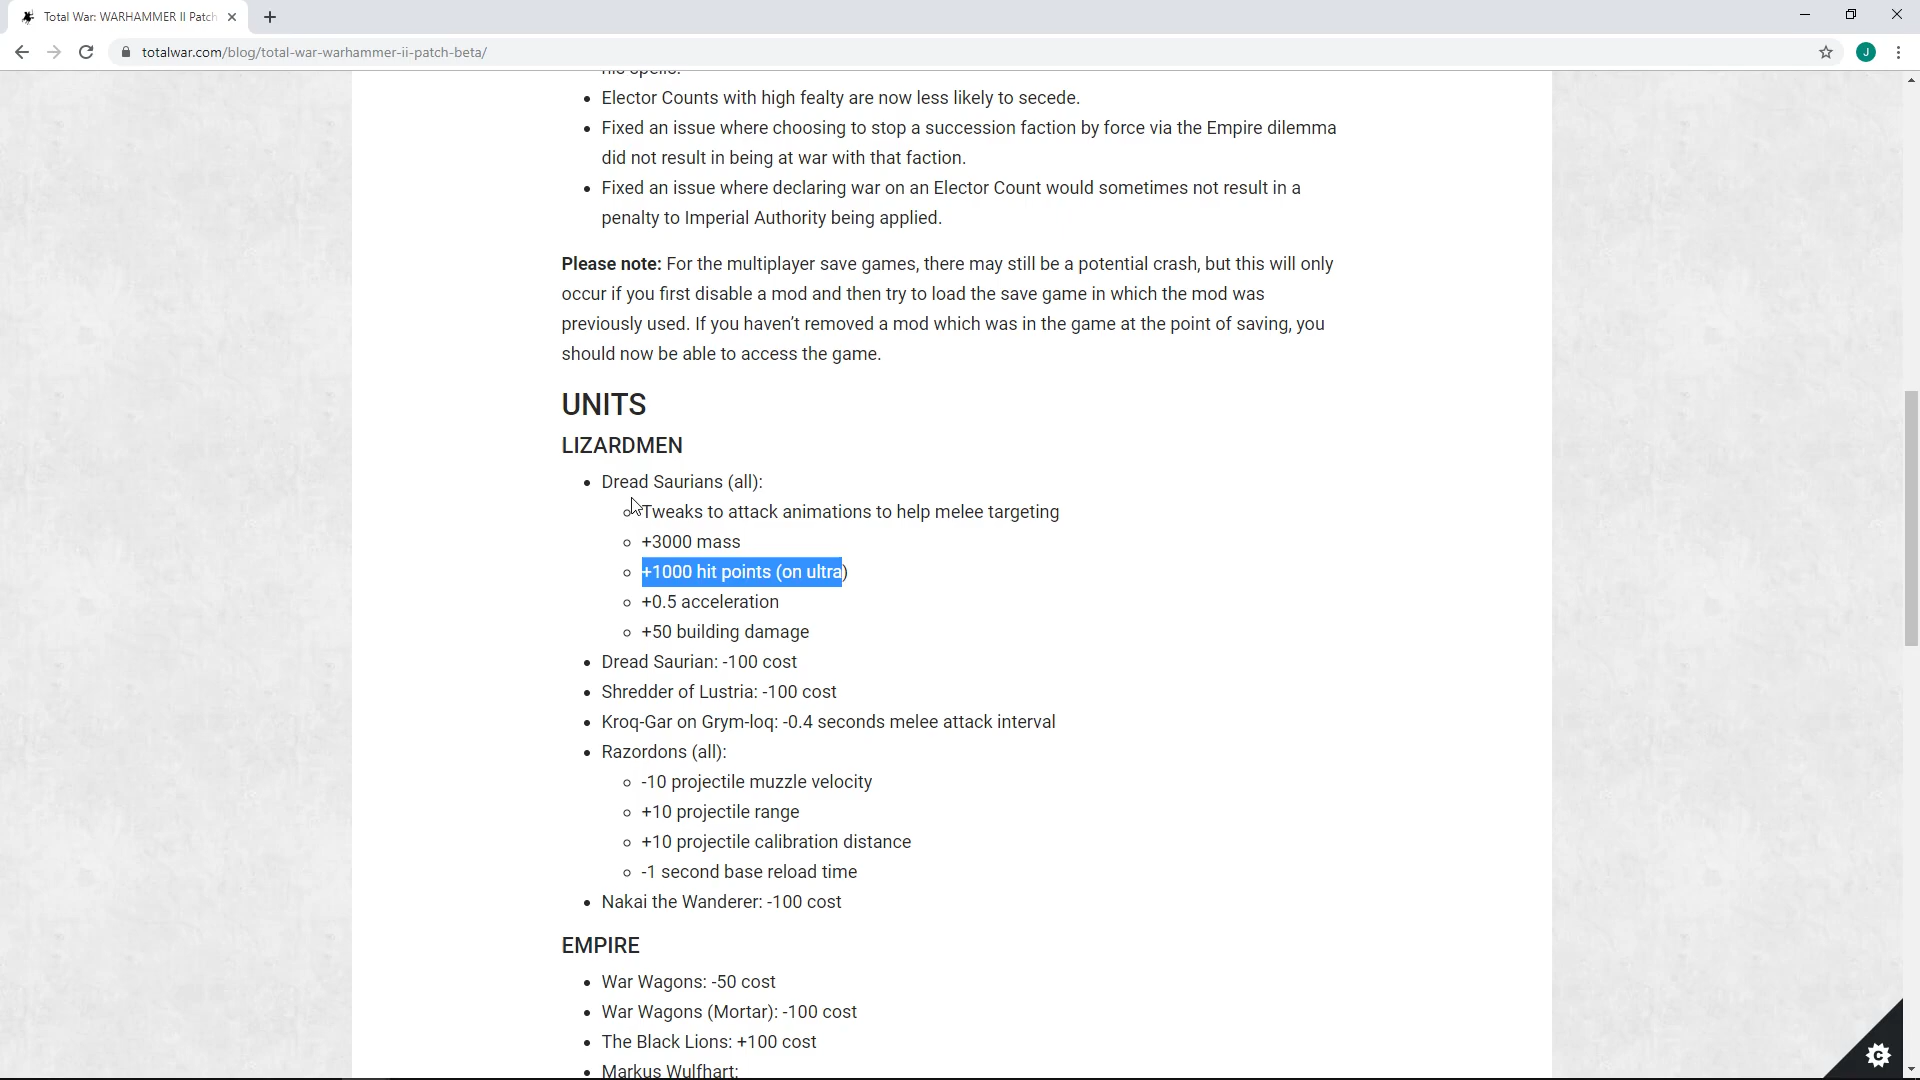 Total War: WARHAMMER II Patch
totalwar.com/blog/total-war-warhammer-ii-patch-beta/
J
his spells.
• Elector Counts with high fealty are now less likely to secede.
• Fixed an issue where choosing to stop a succession faction by force via the Empire dilemma
did not result in being at war with that faction.
• Fixed an issue where declaring war on an Elector Count would sometimes not result in a
penalty to Imperial Authority being applied.
Please note: For the multiplayer save games, there may still be a potential crash, but this will only
occur if you first disable a mod and then try to load the save game in which the mod was
previously used. If you haven’t removed a mod which was in the game at the point of saving, you
should now be able to access the game.
UNITS
LIZARDMEN
• Dread Saurians (all):
Tweaks to attack animations to help melee targeting
+3000 mass
+1000 hit points (on ultra)
+0.5 acceleration
+50 building damage
• Dread Saurian: -100 cost
• Shredder of Lustria: -100 cost
• Kroq-Gar on Grym-loq: -0.4 seconds melee attack interval
• Razordons (all):
-10 projectile muzzle velocity
+10 projectile range
+10 projectile calibration distance
-1 second base reload time
• Nakai the Wanderer: -100 cost
EMPIRE
• War Wagons: -50 cost
• War Wagons (Mortar): -100 cost
• The Black Lions: +100 cost
• Markus Wulfhart:
C